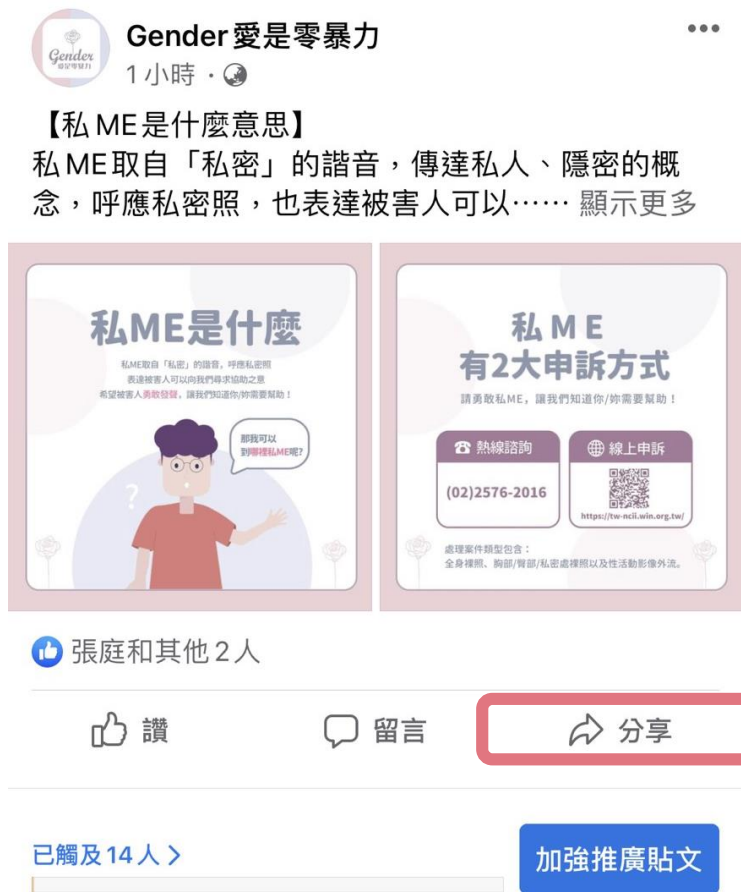 Gender
愛是零暴力
Gender愛是零暴力
1小時
【私ME是什麼意思】
私ME取自「私密」的諧音，傳達私人、隱密的概
念，呼應私密照，也表達被害人可以…… 顯示更多
私ME是什麼
私ME取自「私密」的諧音，呼應私密照
表達被害人可以向我們尋求協助之意
希望被害人勇敢發聲，讓我們知道你/妳需要幫助！
那我可以
到哪裡私ME呢?
?
私ME
有2大申訴方式
請勇敢私ME，讓我們知道你/妳需要幫助！
熱線諮詢
(02)2576-2016
線上申訴
https://tw-ncii.win.org.tw/
處理案件類型包含：
全身裸照、胸部/臀部/私密處裸照以及性活動影像外流。
張庭和其他2人
讚
留言
分享
已觸及14人
加強推廣貼文